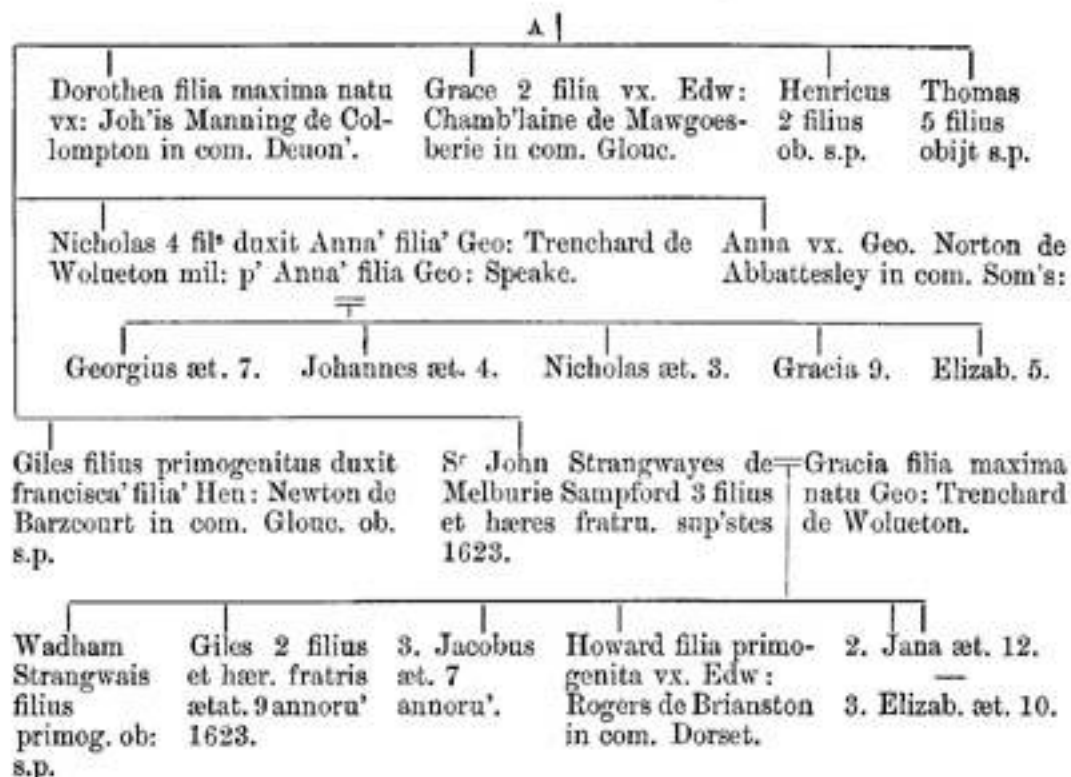 A
Dorothea filia maxima natu
vx: Joh'is Manning de Col-
lompton in com. Deuon'.
Grace 2 filia vx. Edw:
Chamb'laine de Mawgoes-
berie in com. Glouc.
Henricus
2 filius
ob. s.p.
Thomas
5 filius
obijt s.p.
Nicholas 4 filˢ duxit Anna' filia' Geo: Trenchard de
Wolueton mil: p' Anna' filia Geo: Speake.
Anna vx. Geo. Norton de
Abbattesley in com. Som's:
Georgius æt. 7.
Johannes æt. 4.
Nicholas æt. 3.
Gracia 9.
Elizab. 5.
Giles filius primogenitus duxit
francisca' filia' Hen: Newton de
Barzcourt in com. Glouc. ob.
s.p.
Sʳ John Strangwayes de
Melburie Sampford 3 filius
et hæres fratru. sup'stes
1623.
Gracia filia maxima
natu Geo: Trenchard
de Wolueton.
Wadham
Strangwais
filius
primog. ob:
s.p.
Giles 2 filius
et hær. fratris
ætat. 9 annoru'
1623.
3. Jacobus
æt. 7
annoru'.
Howard filia primo-
genita vx. Edw:
Rogers de Brianston
in com. Dorset.
2. Jana æt. 12.
3. Elizab. æt. 10.